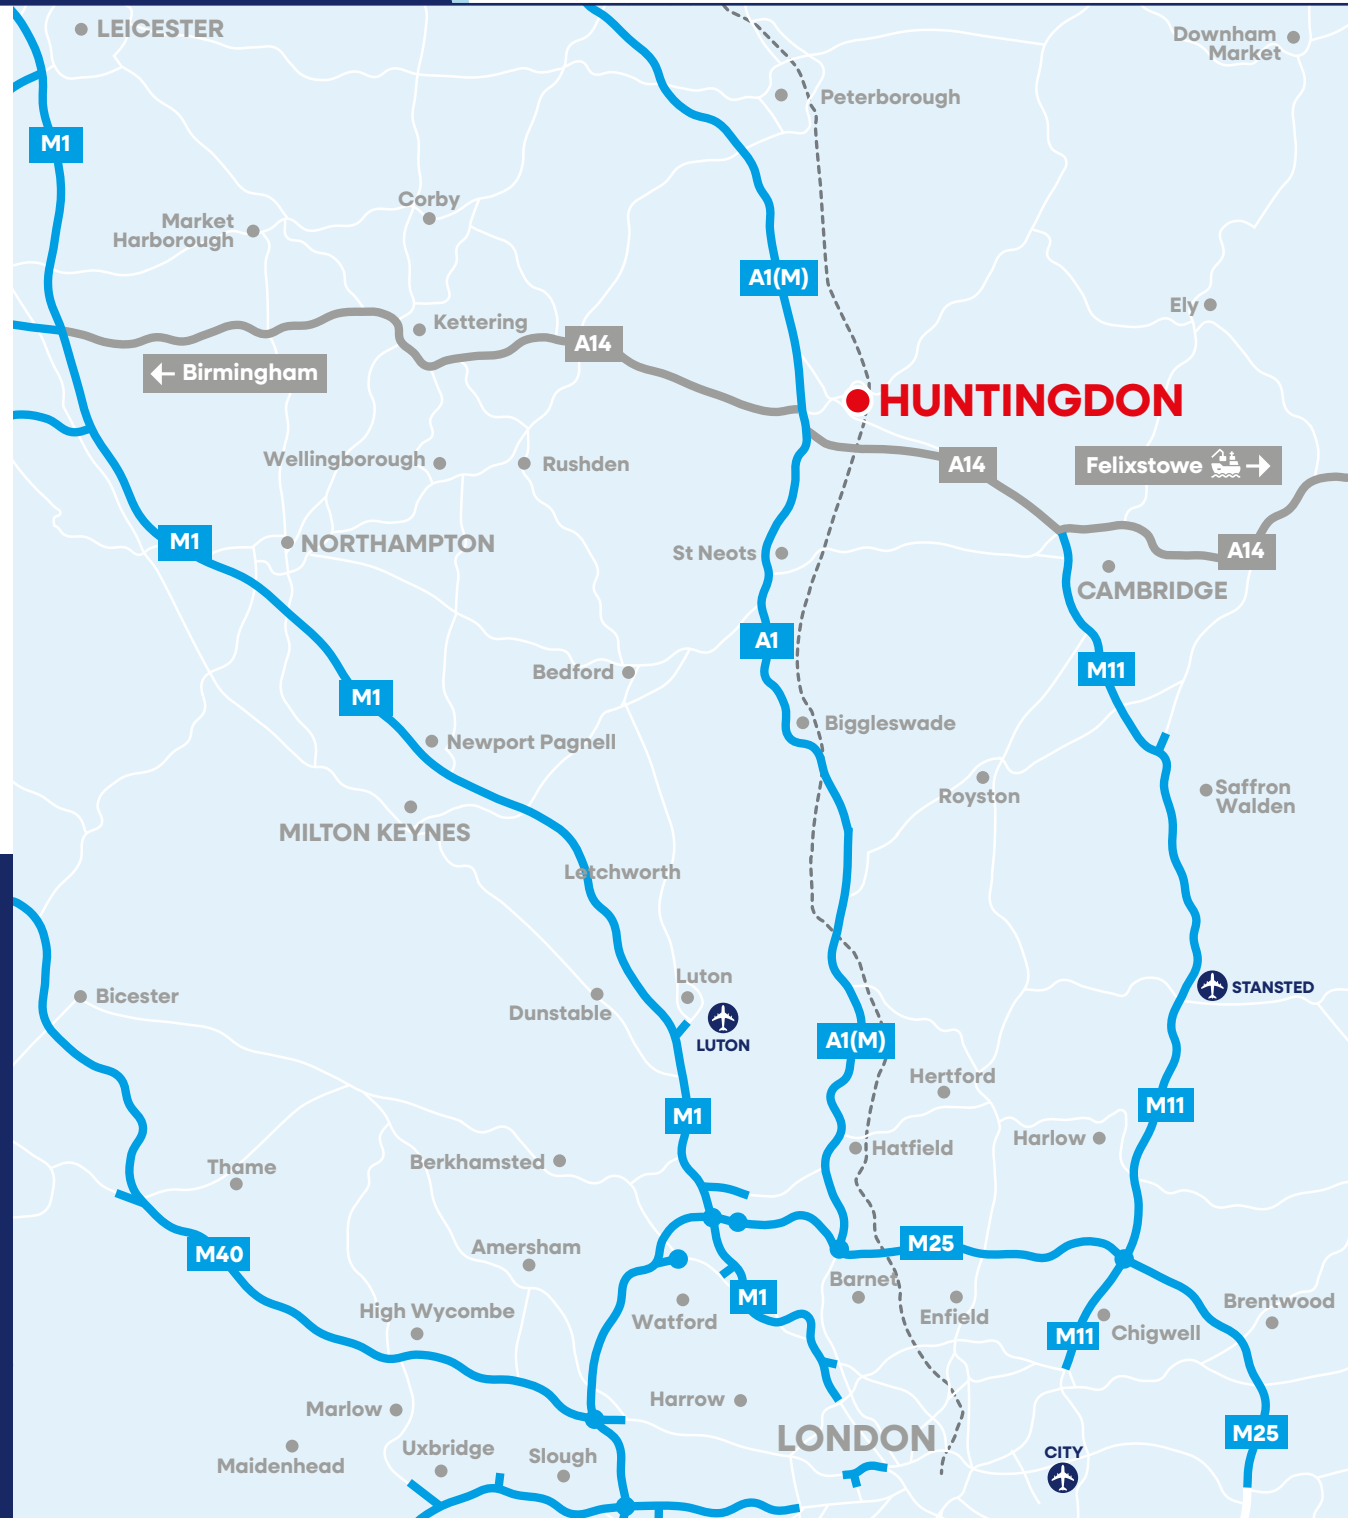 LEICESTER
Downham
Market
Peterborough
M1
Corby
Market
Harborough
A1(M)
Ely
Kettering
A14
Birmingham
HUNTINGDON
Wellingborough
Rushden
A14
Felixstowe
M1
NORTHAMPTON
St Neots
A14
CAMBRIDGE
A1
Bedford
M11
M1
Biggleswade
Newport Pagnell
Royston
Saffron
Walden
MILTON KEYNES
Letchworth
Luton
STANSTED
Bicester
Dunstable
LUTON
A1(M)
Hertford
M1
M11
Harlow
Hatfield
Berkhamsted
Thame
M40
Amersham
M25
Barnet
M1
Enfield
Brentwood
High Wycombe
Watford
M11
Chigwell
Harrow
Marlow
LONDON
M25
Uxbridge
Slough
CITY
Maidenhead